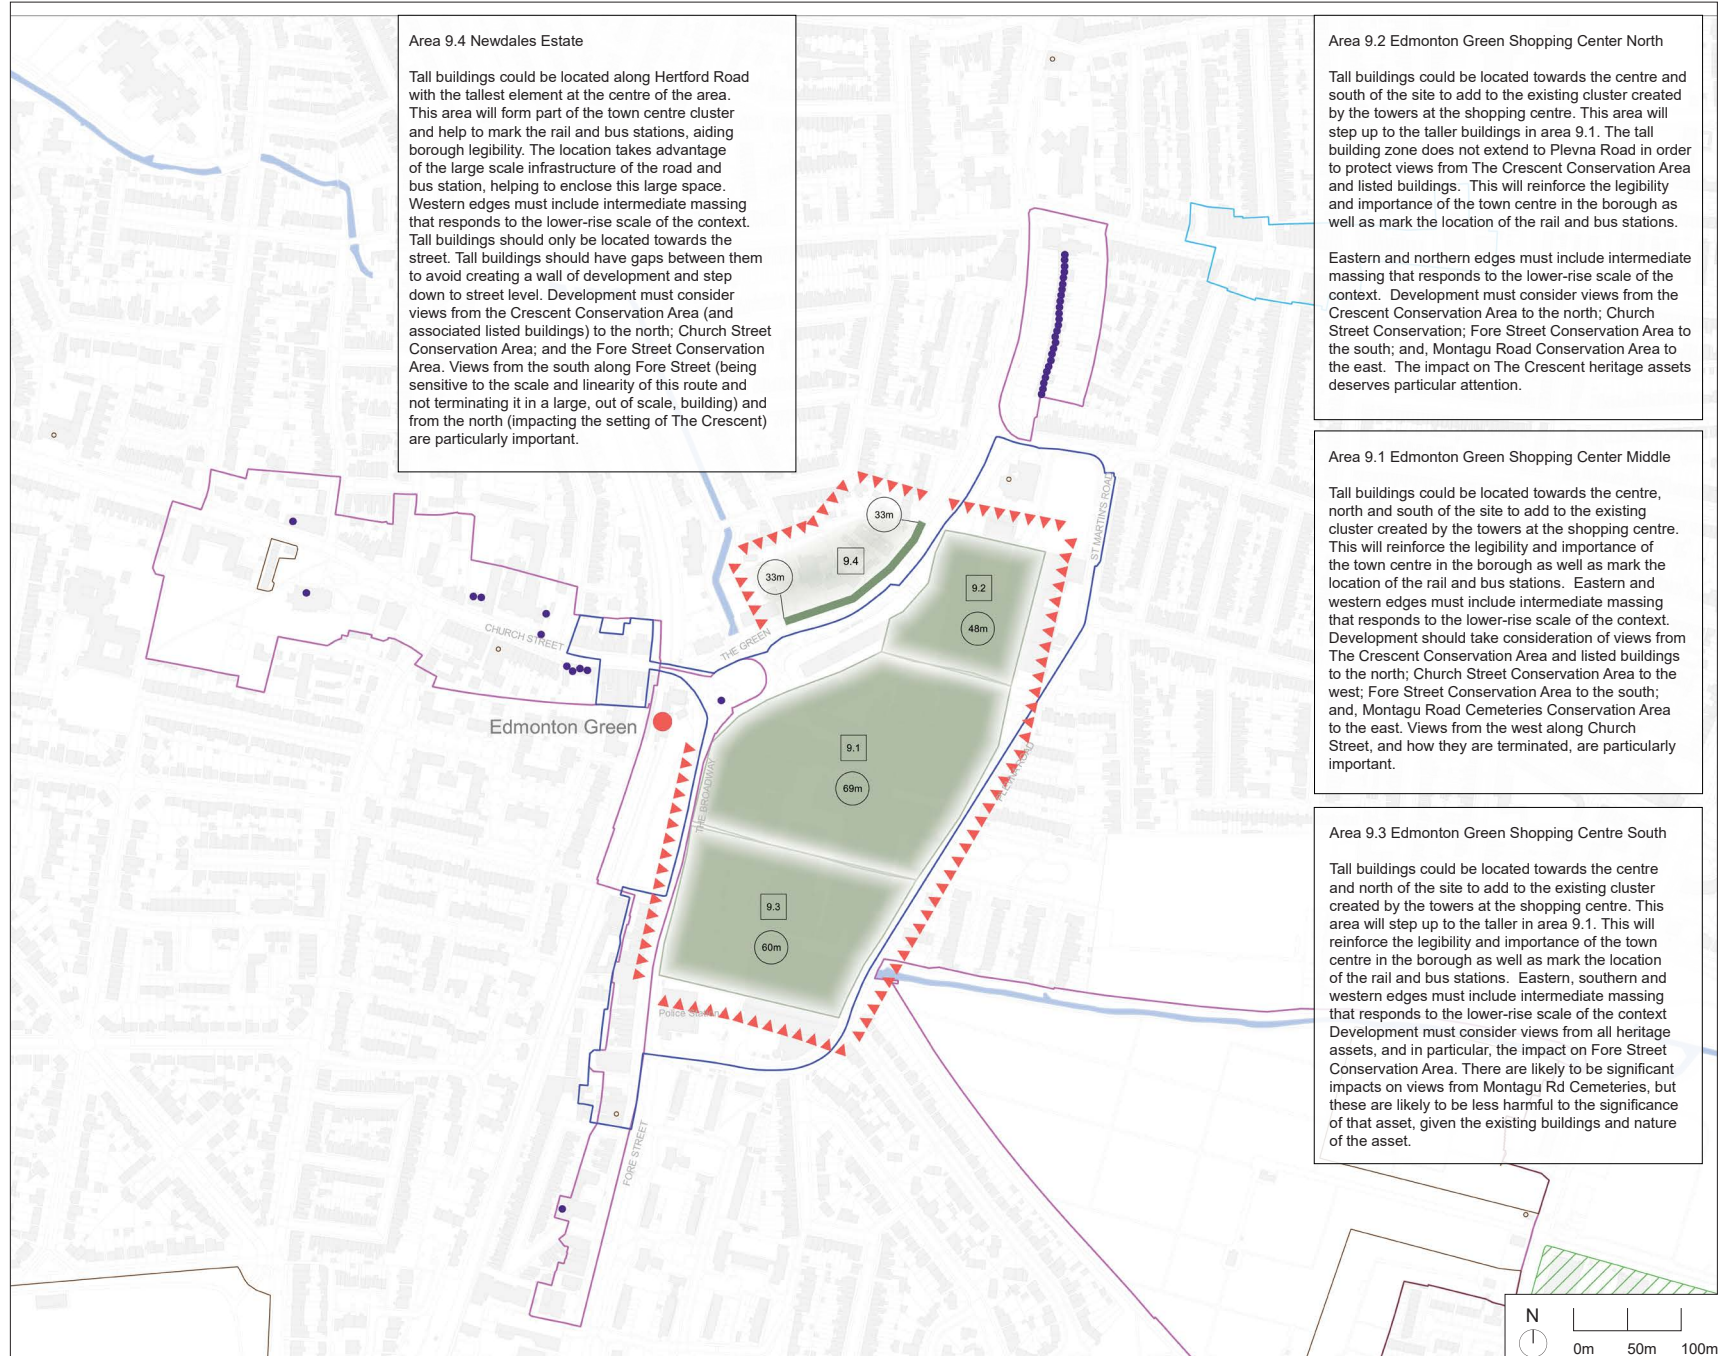 Area 9.4 Newdales Estate
Tall buildings could be located along Hertford Road
with the tallest element at the centre of the area.
This area will form part of the town centre cluster
and help to mark the rail and bus stations, aiding
borough legibility. The location takes advantage
of the large scale infrastructure of the road and
bus station, helping to enclose this large space.
Western edges must include intermediate massing
that responds to the lower-rise scale of the context.
Tall buildings should only be located towards the
street. Tall buildings should have gaps between them
to avoid creating a wall of development and step
down to street level. Development must consider
views from the Crescent Conservation Area (and
associated listed buildings) to the north; Church Street
Conservation Area; and the Fore Street Conservation
Area. Views from the south along Fore Street (being
sensitive to the scale and linearity of this route and
not terminating it in a large, out of scale, building) and
from the north (impacting the setting of The Crescent)
are particularly important.
Area 9.2 Edmonton Green Shopping Center North
Tall buildings could be located towards the centre and
south of the site to add to the existing cluster created
by the towers at the shopping centre. This area will
step up to the taller buildings in area 9.1. The tall
building zone does not extend to Plevna Road in order
to protect views from The Crescent Conservation Area
and listed buildings.  This will reinforce the legibility
and importance of the town centre in the borough as
well as mark the location of the rail and bus stations.
Eastern and northern edges must include intermediate
massing that responds to the lower-rise scale of the
context.  Development must consider views from the
Crescent Conservation Area to the north; Church
Street Conservation; Fore Street Conservation Area to
the south; and, Montagu Road Conservation Area to
the east.  The impact on The Crescent heritage assets
deserves particular attention.
Area 9.1 Edmonton Green Shopping Center Middle
Tall buildings could be located towards the centre,
north and south of the site to add to the existing
cluster created by the towers at the shopping centre.
This will reinforce the legibility and importance of
the town centre in the borough as well as mark the
location of the rail and bus stations.  Eastern and
western edges must include intermediate massing
that responds to the lower-rise scale of the context.
Development should take consideration of views from
The Crescent Conservation Area and listed buildings
to the north; Church Street Conservation Area to the
west; Fore Street Conservation Area to the south;
and, Montagu Road Cemeteries Conservation Area
to the east. Views from the west along Church
Street, and how they are terminated, are particularly
important.
Area 9.3 Edmonton Green Shopping Centre South
Tall buildings could be located towards the centre
and north of the site to add to the existing cluster
created by the towers at the shopping centre. This
area will step up to the taller in area 9.1. This will
reinforce the legibility and importance of the town
centre in the borough as well as mark the location
of the rail and bus stations.  Eastern, southern and
western edges must include intermediate massing
that responds to the lower-rise scale of the context
Development must consider views from all heritage
assets, and in particular, the impact on Fore Street
Conservation Area. There are likely to be significant
impacts on views from Montagu Rd Cemeteries, but
these are likely to be less harmful to the significance
of that asset, given the existing buildings and nature
of the asset.
33m
9.4
33m
9.2
48m
ST MARTIN'S ROAD
CHURCH STREET
THE GREEN
Edmonton Green
9.1
69m
THE BROADWAY
PLEVNA ROAD
9.3
60m
Police Station
FORE STREET
N
0m 50m 100m